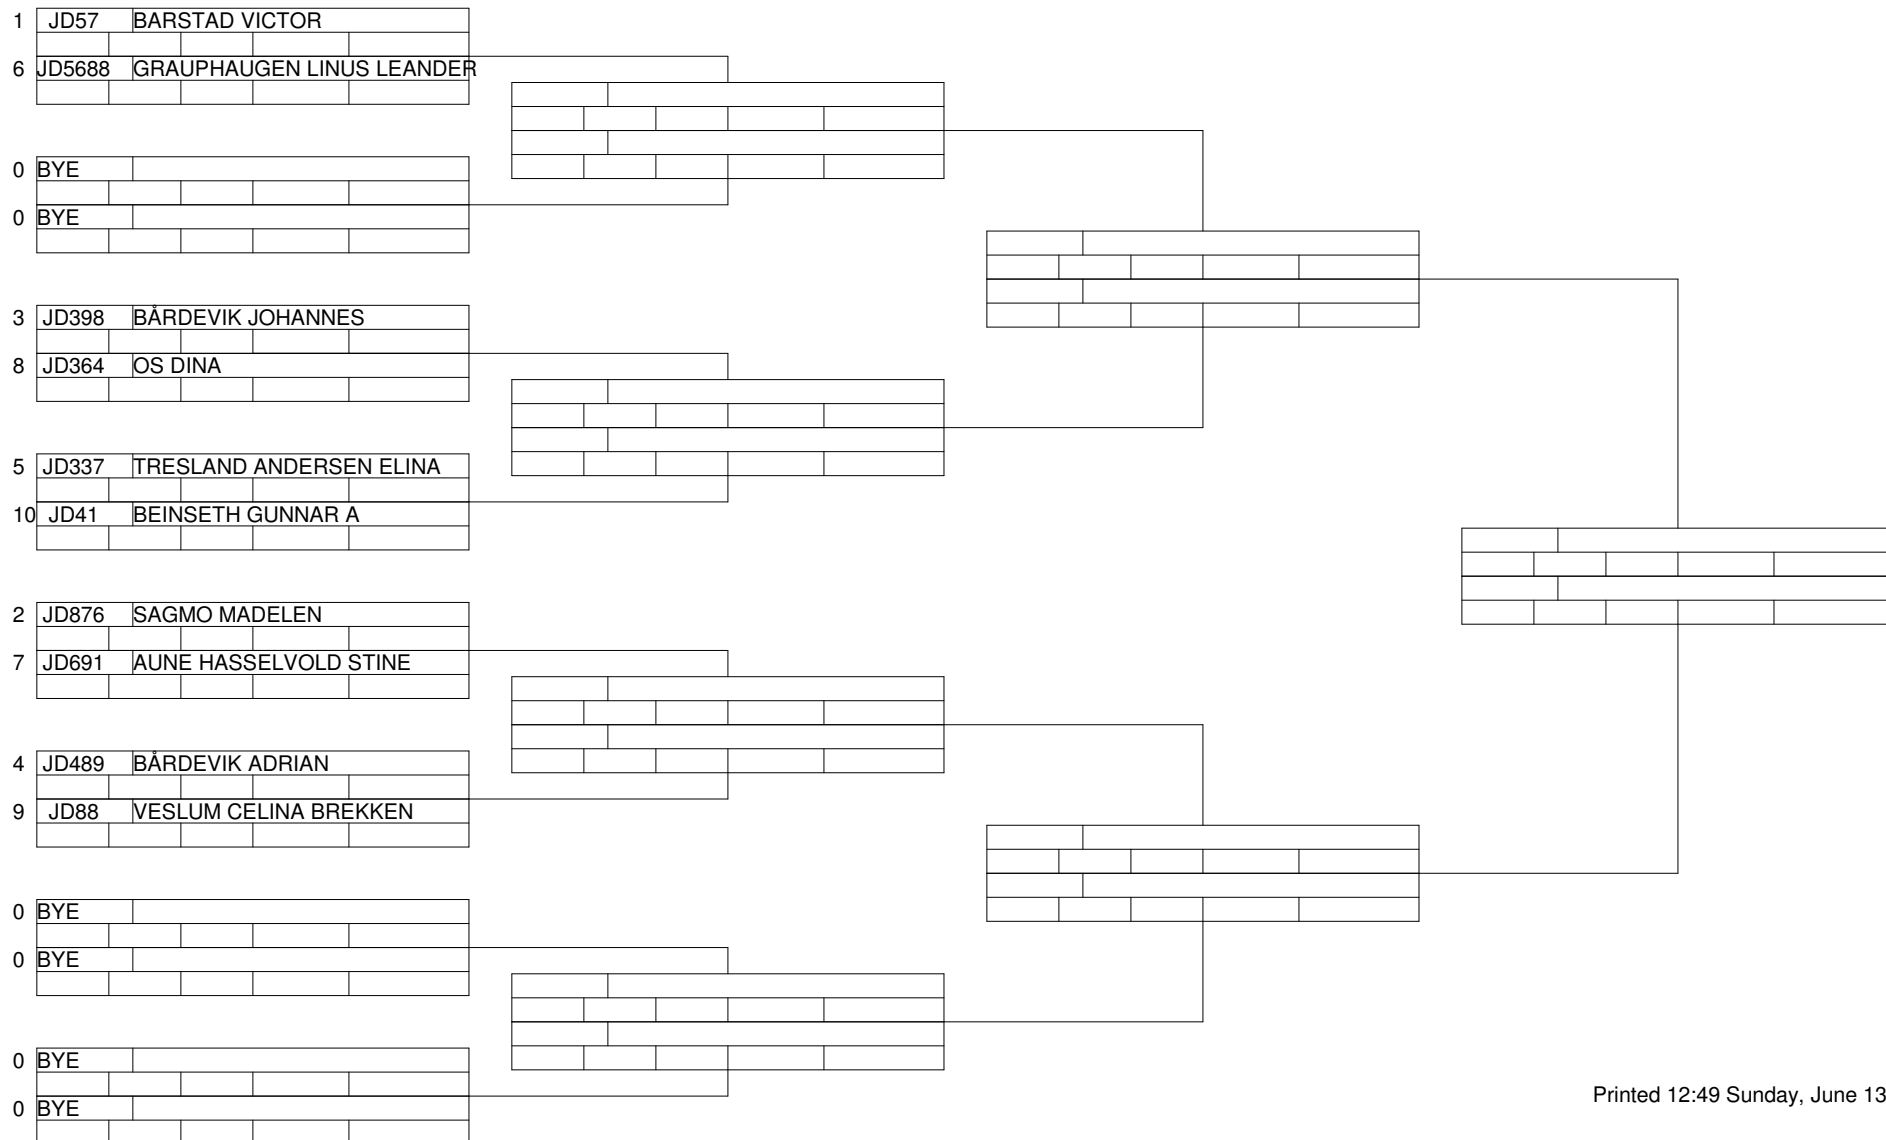 1 JD57 BARSTAD VICTOR
6 JD5688 GRAUPHAUGEN LINUS LEANDER
0 BYE
0 BYE
3 JD398 BÅRDEVIK JOHANNES
8 JD364 OS DINA
5 JD337 TRESLAND ANDERSEN ELINA
10 JD41 BEINSETH GUNNAR A
2 JD876 SAGMO MADELEN
7 JD691 AUNE HASSELVOLD STINE
4 JD489 BÅRDEVIK ADRIAN
9 JD88 VESLUM CELINA BREKKEN
0 BYE
0 BYE
0 BYE
0 BYE
Printed 12:49 Sunday, June 13